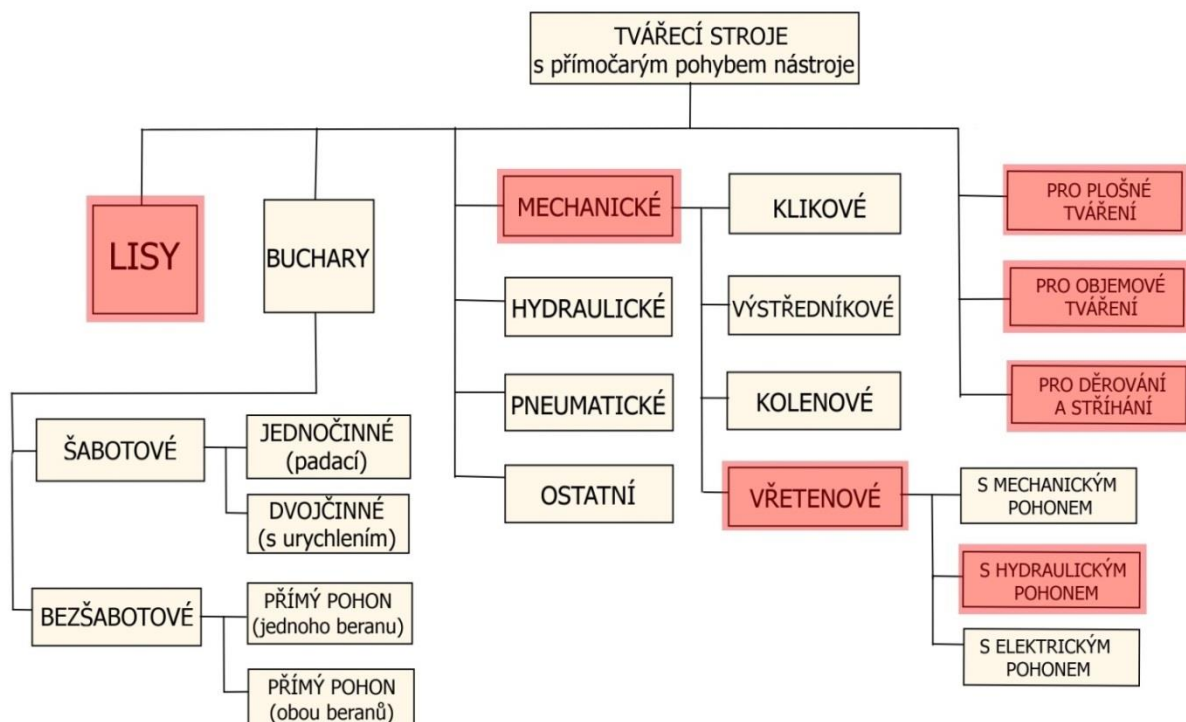 TVÁŘECÍ STROJE
s přímočarým pohybem nástroje
LISY
BUCHARY
ŠABOTOVÉ
JEDNOČINNÉ
(padací)
DVOJČINNÉ
(s urychlením)
BEZŠABOTOVÉ
PŘÍMÝ POHON
(jednoho beranu)
PŘÍMÝ POHON
(obou beranů)
MECHANICKÉ
HYDRAULICKÉ
PNEUMATICKÉ
OSTATNÍ
KLIKOVÉ
VÝSTŘEDNÍKOVÉ
KOLENOVÉ
VŘETENOVÉ
S MECHANICKÝM
POHONEM
S HYDRAULICKÝM
POHONEM
S ELEKTRICKÝM
POHONEM
PRO PLOŠNÉ
TVÁŘENÍ
PRO OBJEMOVÉ
TVÁŘENÍ
PRO DĚROVÁNÍ
A STŘÍHÁNÍ